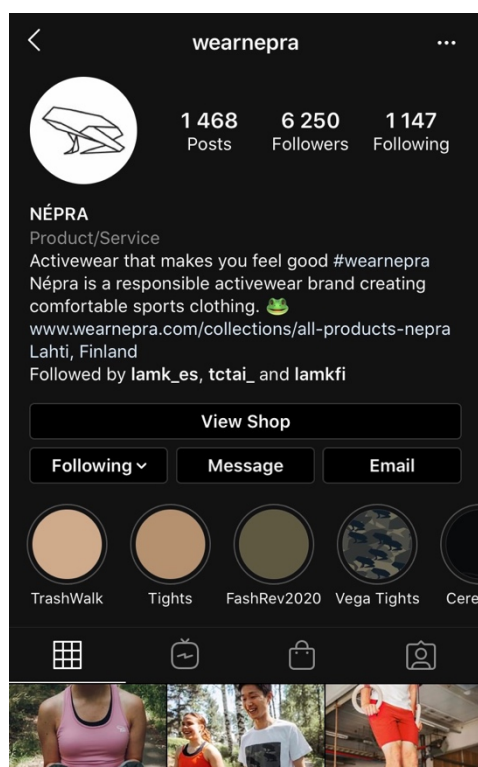 wearnepra
1 468 6 250 1 147
Posts Followers Following
NÉPRA
Product/Service
Activewear that makes you feel good #wearnepra
Népra is a responsible activewear brand creating
comfortable sports clothing. 🐸
www.wearnepra.com/collections/all-products-nepra
Lahti, Finland
Followed by lamk_es, tctai_ and lamkfi
View Shop
Following Message Email
TrashWalk Tights FashRev2020 Vega Tights Cere